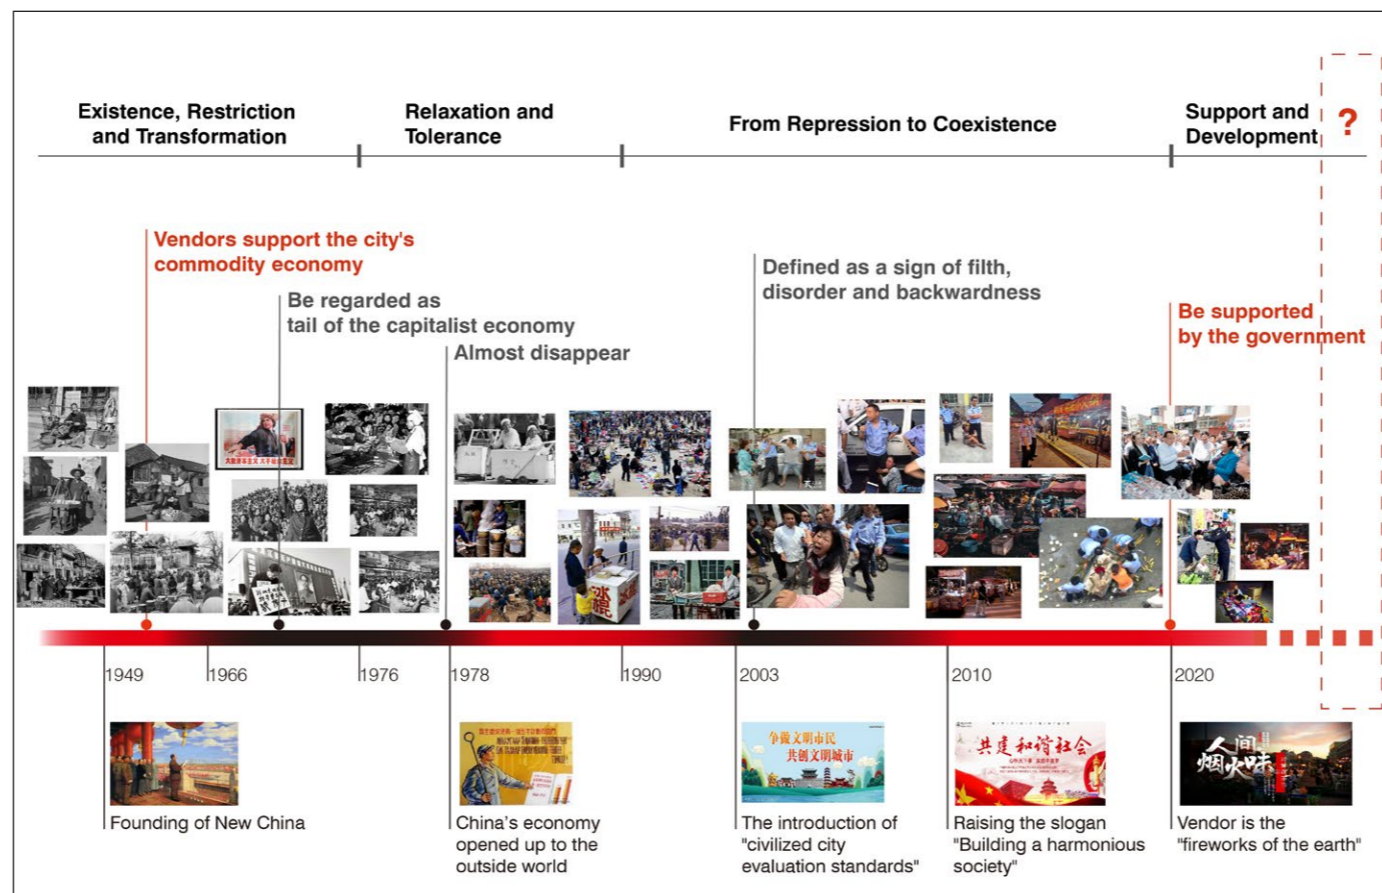 Existence, Restriction
and Transformation
Relaxation and
Tolerance
From Repression to Coexistence
Support and
Development
?
Vendors support the city's
commodity economy
Be regarded as
tail of the capitalist economy
Almost disappear
Defined as a sign of filth,
disorder and backwardness
Be supported
by the government
冰
棍
1949
1966
1976
1978
1990
2003
2010
2020
争做文明市民
共创文明城市
共建和谐社会
人间
烟火味
Founding of New China
China's economy
opened up to the
outside world
The introduction of
"civilized city
evaluation standards"
Raising the slogan
"Building a harmonious
society"
Vendor is the
"fireworks of the earth"